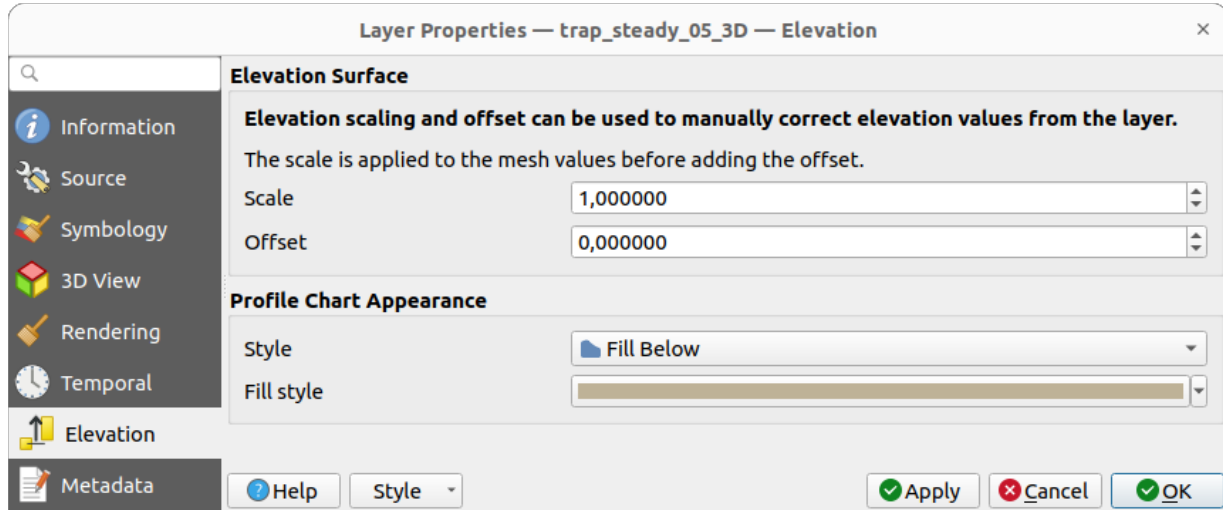 Layer Properties — trap_steady_05_3D — Elevation
Information
Source
Symbology
3D View
Rendering
Temporal
Elevation
Metadata
Elevation Surface
Elevation scaling and offset can be used to manually correct elevation values from the layer.
The scale is applied to the mesh values before adding the offset.
Scale 1,000000
Offset 0,000000
Profile Chart Appearance
Style Fill Below
Fill style
Help Style Apply Cancel OK